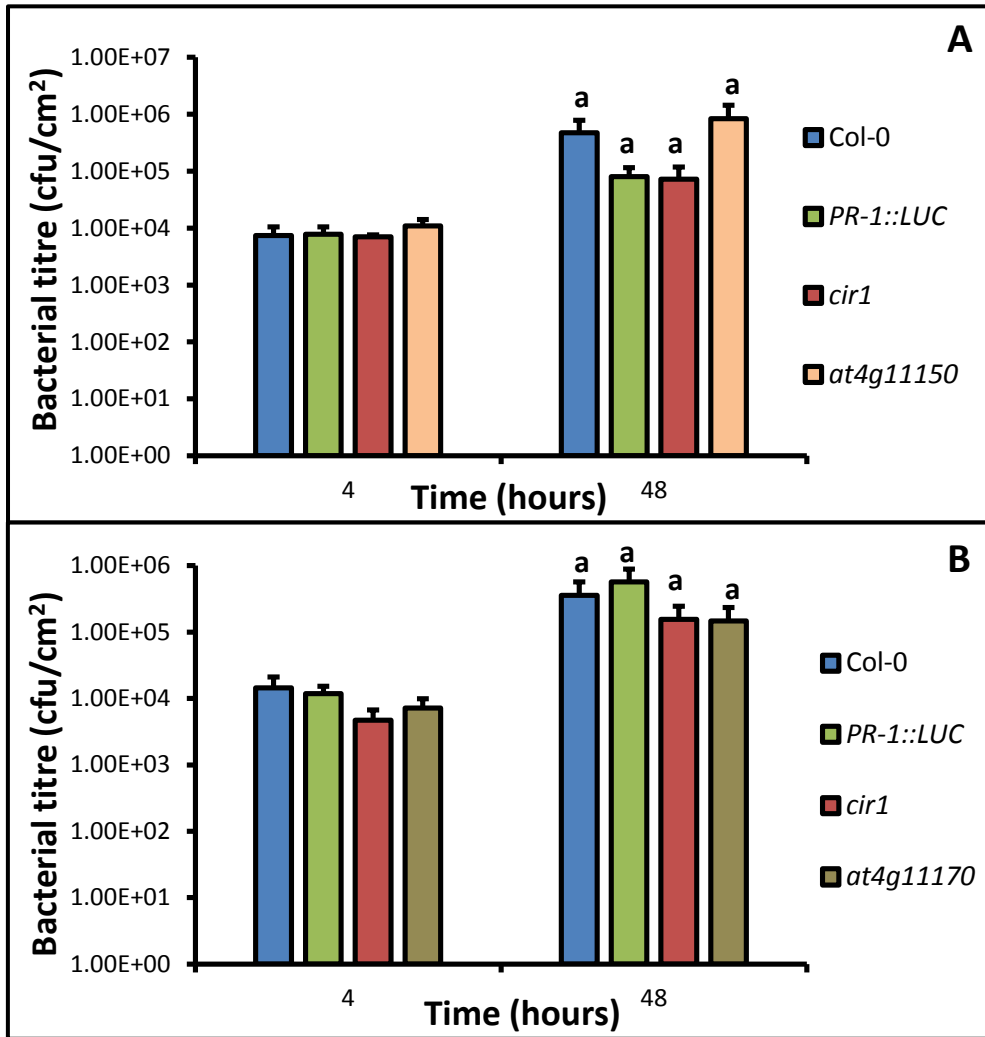 A
Bacterial titre (cfu/cm²)
1.00E+07
1.00E+06
1.00E+05
1.00E+04
1.00E+03
1.00E+02
1.00E+01
1.00E+00
a
a
a
a
4
48
Time (hours)
Col-0
PR-1::LUC
cir1
at4g11150
B
Bacterial titre (cfu/cm²)
1.00E+06
1.00E+05
1.00E+04
1.00E+03
1.00E+02
1.00E+01
1.00E+00
a
a
a
a
4
48
Time (hours)
Col-0
PR-1::LUC
cir1
at4g11170